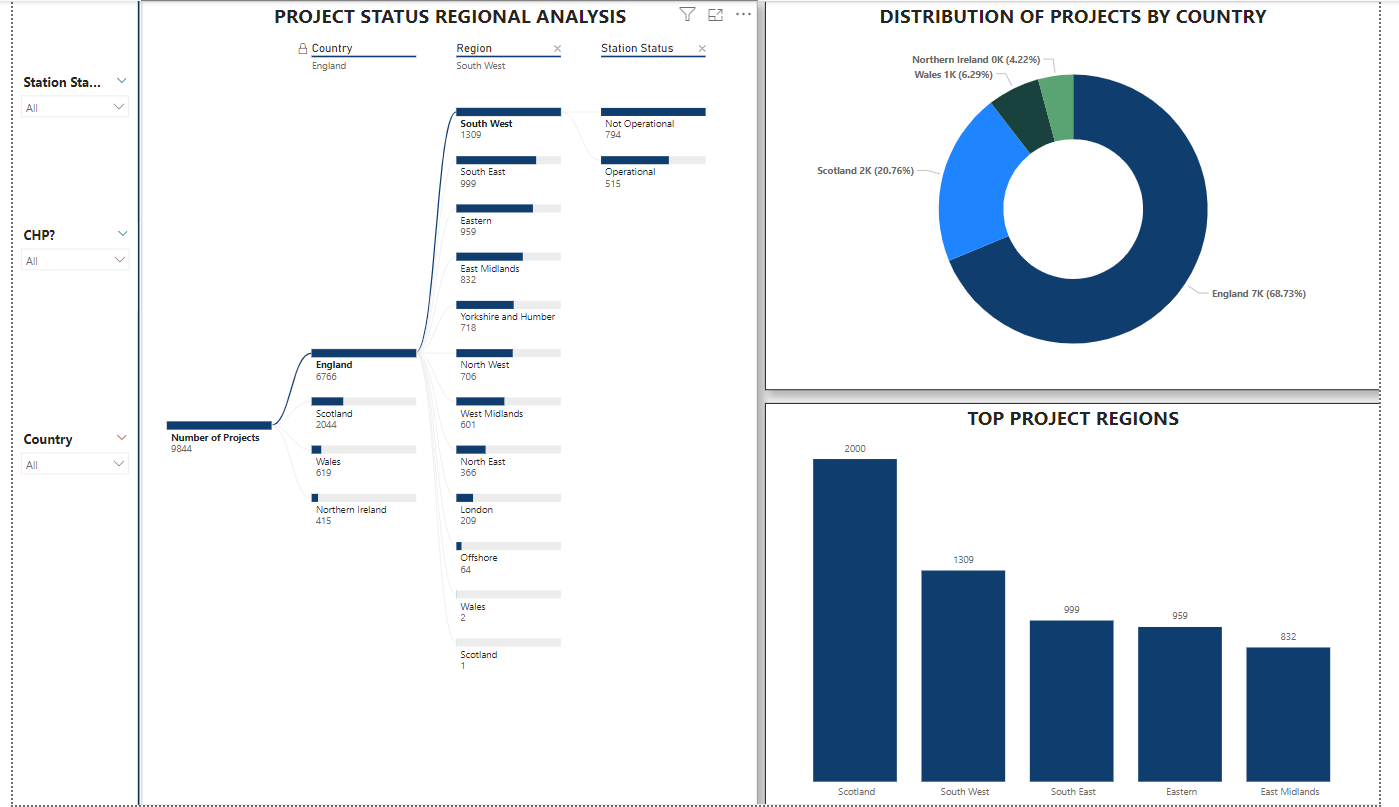 Station Sta...
All
CHP?
All
Country
All
PROJECT STATUS REGIONAL ANALYSIS
Country
England
Region
South West
Station Status
Number of Projects
9844
England
6766
Scotland
2044
Wales
619
Northern Ireland
415
South West
1309
South East
999
Eastern
959
East Midlands
832
Yorkshire and Humber
718
North West
706
West Midlands
601
North East
366
London
209
Offshore
64
Wales
2
Scotland
1
Not Operational
794
Operational
515
DISTRIBUTION OF PROJECTS BY COUNTRY
Northern Ireland 0K (4.22%)
Wales 1K (6.29%)
Scotland 2K (20.76%)
England 7K (68.73%)
TOP PROJECT REGIONS
2000
1309
999
959
832
Scotland
South West
South East
Eastern
East Midlands